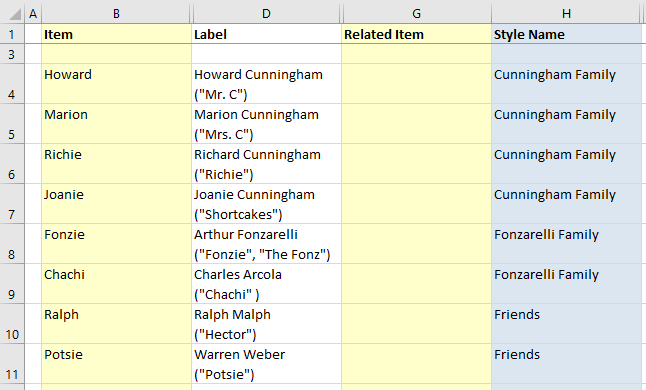 A B D G H
1 Item Label Related Item Style Name
3
4 Howard Howard Cunningham Cunningham Family
("Mr. C")
5 Marion Marion Cunningham Cunningham Family
("Mrs. C")
6 Richie Richard Cunningham Cunningham Family
("Richie")
7 Joanie Joanie Cunningham Cunningham Family
("Shortcakes")
8 Fonzie Arthur Fonzarelli Fonzarelli Family
("Fonzie", "The Fonz")
9 Chachi Charles Arcola Fonzarelli Family
("Chachi" )
10 Ralph Ralph Malph Friends
("Hector")
11 Potsie Warren Weber Friends
("Potsie")